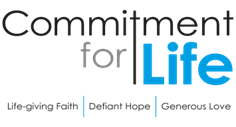 Commitment
for Life
Life-giving Faith | Defiant Hope | Generous Love